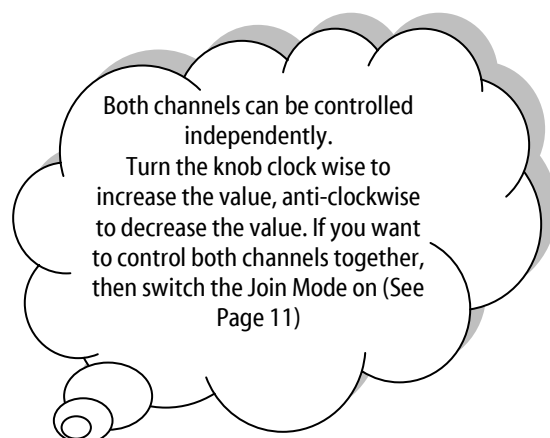 Both channels can be controlled
independently.
Turn the knob clock wise to
increase the value, anti-clockwise
to decrease the value. If you want
to control both channels together,
then switch the Join Mode on (See
Page 11)